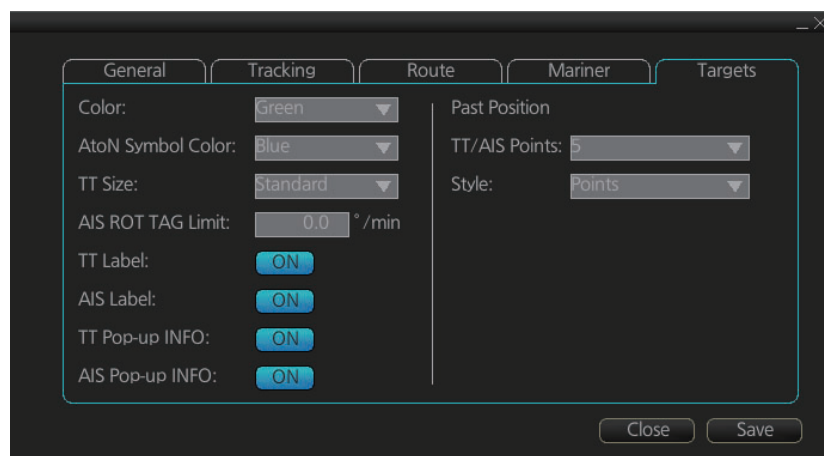 General Tracking Route Mariner Targets
Color: Green
AtoN Symbol Color: Blue
TT Size: Standard
AIS ROT TAG Limit: 0.0 °/min
TT Label: ON
AIS Label: ON
TT Pop-up INFO: ON
AIS Pop-up INFO: ON
Past Position
TT/AIS Points: 5
Style: Points
Close Save